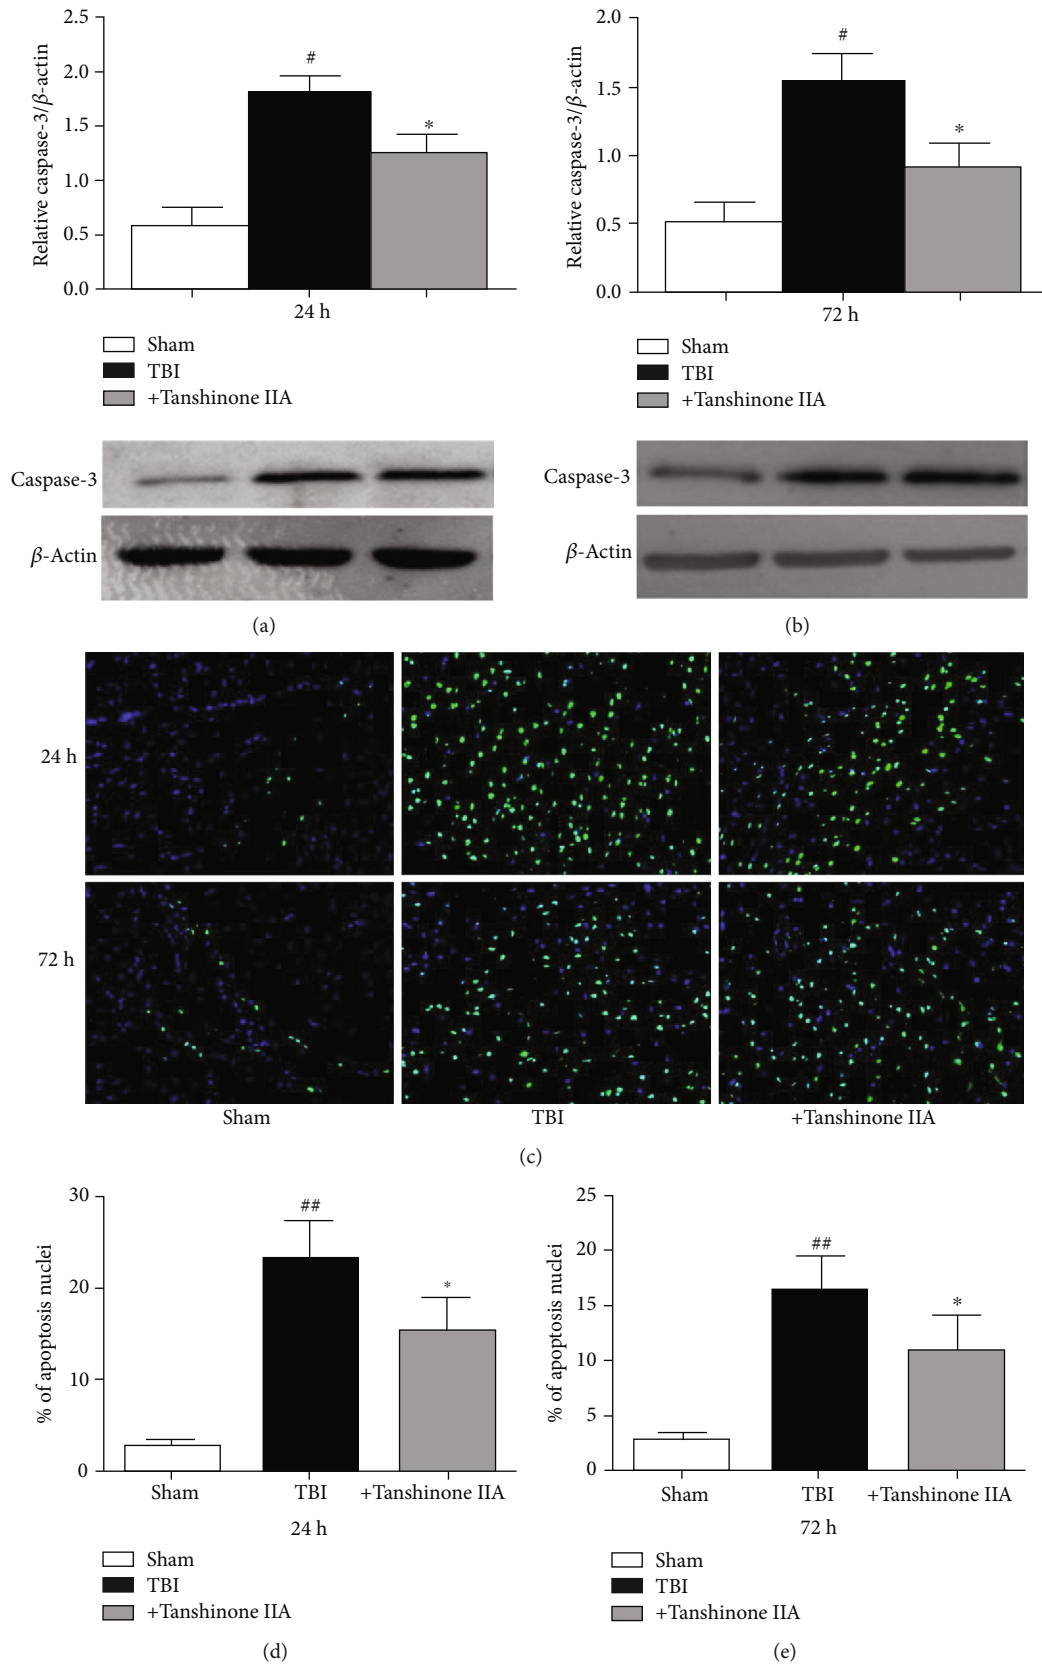 2.5
2.0
1.5
1.0
0.5
0.0
Relative caspase-3/β-actin
#
*
24 h
Sham
TBI
+Tanshinone IIA
Caspase-3
β-Actin
(a)
2.0
1.5
1.0
0.5
0.0
Relative caspase-3/β-actin
#
*
72 h
Sham
TBI
+Tanshinone IIA
Caspase-3
β-Actin
(b)
24 h
72 h
Sham TBI +Tanshinone IIA
(c)
30
20
10
0
% of apoptosis nuclei
##
*
Sham TBI +Tanshinone IIA
24 h
Sham
TBI
+Tanshinone IIA
(d)
25
20
15
10
5
0
% of apoptosis nuclei
##
*
Sham TBI +Tanshinone IIA
72 h
Sham
TBI
+Tanshinone IIA
(e)